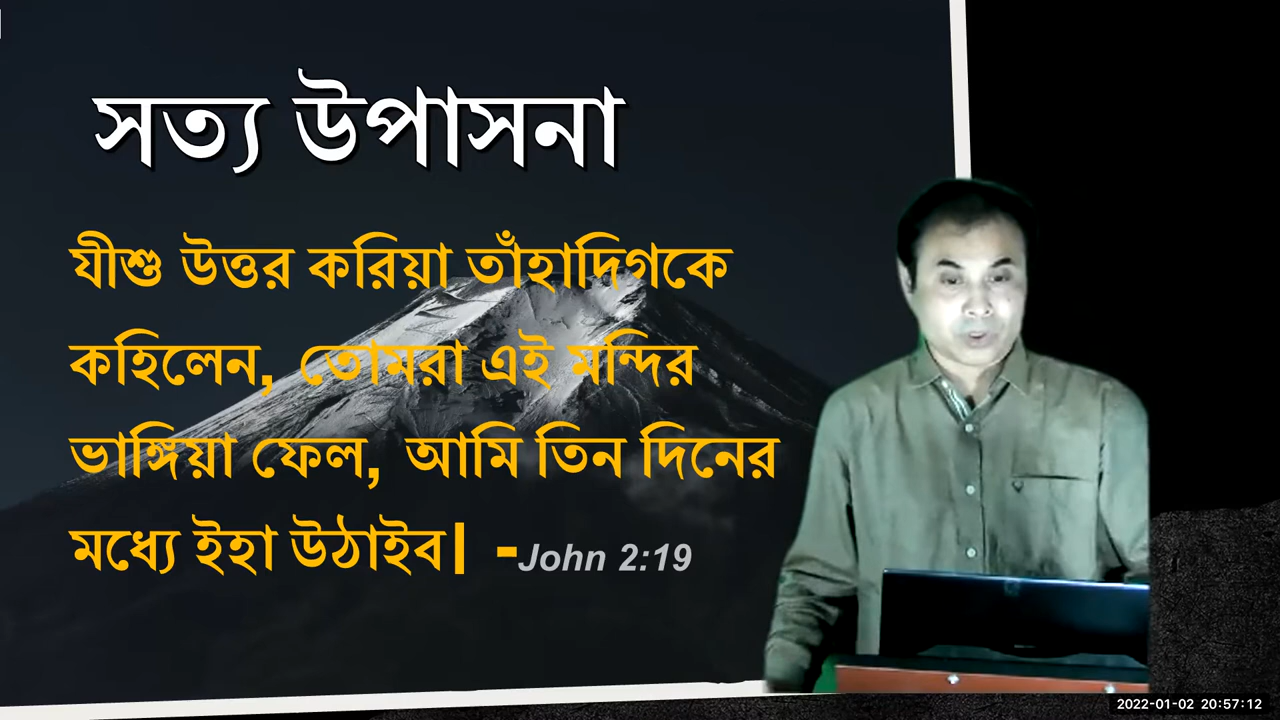 সত্য উপাসনা
যীশু উত্তর করিয়া তাঁহাদিগকে
কহিলেন, তোমরা এই মন্দির
ভাঙ্গিয়া ফেল, আমি তিন দিনের
মধ্যে ইহা উঠাইব। -John 2:19
2022-01-02 20:57:12